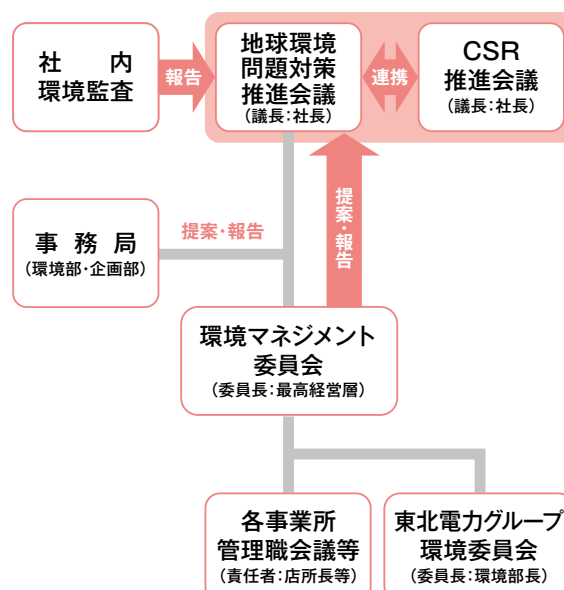 社 内
環境監査
報告
地球環境
問題対策
推進会議
(議長:社長)
連携
CSR
推進会議
(議長:社長)
提案・報告
事 務 局
(環境部・企画部)
提案・報告
環境マネジメント
委員会
(委員長:最高経営層)
各事業所
管理職会議等
(責任者:店所長等)
東北電力グループ
環境委員会
(委員長:環境部長)